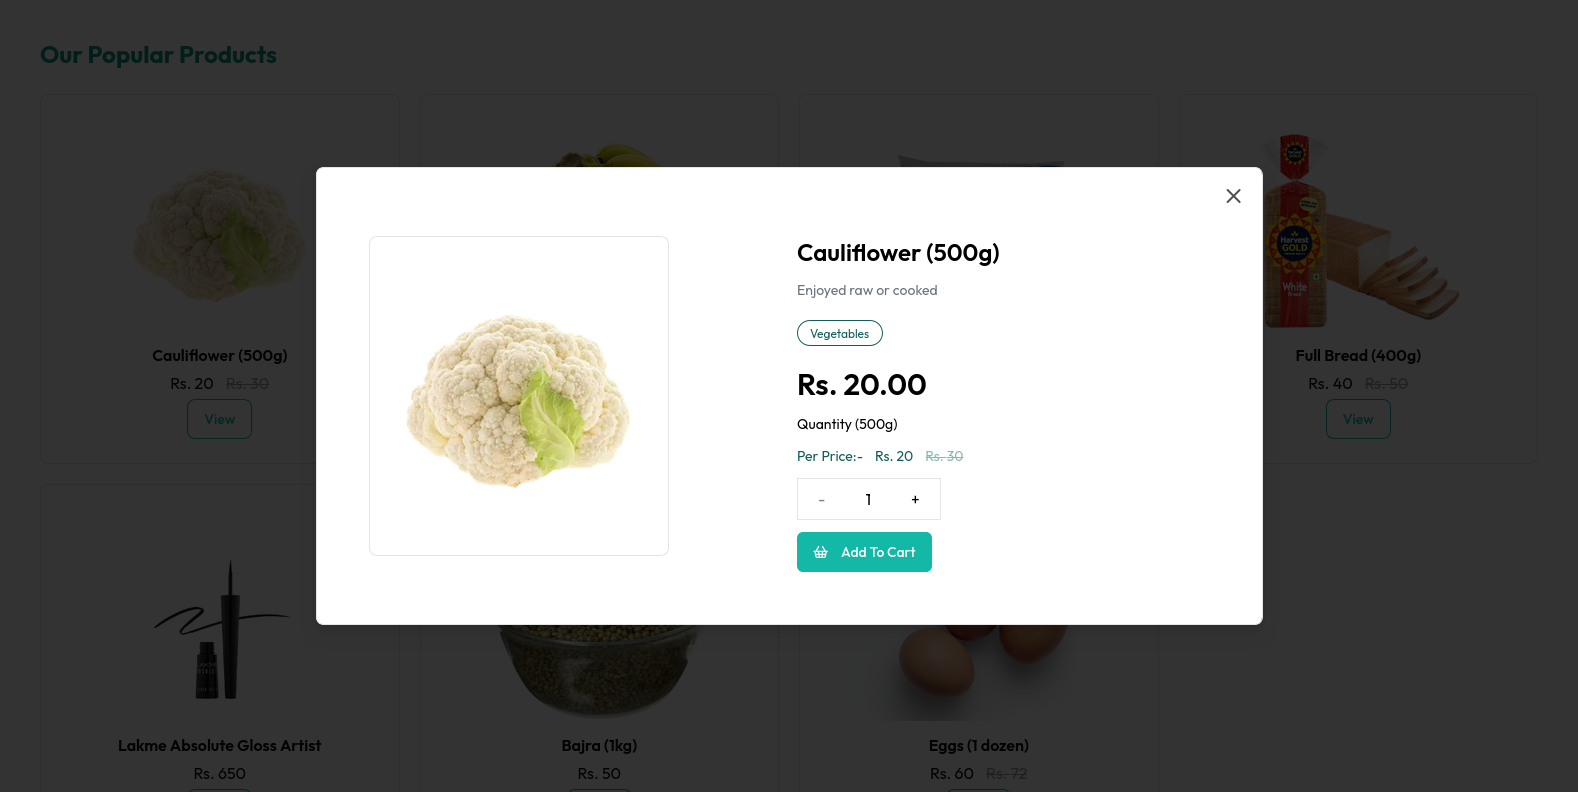 Our Popular Products
Harvest
GOLD
White
Bread
Cauliflower (500g)
Rs. 20 Rs. 30
View
Full Bread (400g)
Rs. 40 Rs. 50
View
Cauliflower (500g)
Enjoyed raw or cooked
Vegetables
Rs. 20.00
Quantity (500g)
Per Price:- Rs. 20 Rs. 30
- 1 +
Add To Cart
Lakme Absolute Gloss Artist
Rs. 650
Bajra (1kg)
Rs. 50
Eggs (1 dozen)
Rs. 60 Rs. 72